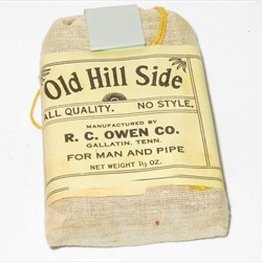 Old Hill Side
ALL QUALITY. NO STYLE.
MANUFACTURED BY
R. C. OWEN CO.
GALLATIN, TENN.
FOR MAN AND PIPE
NET WEIGHT 1½ OZ.